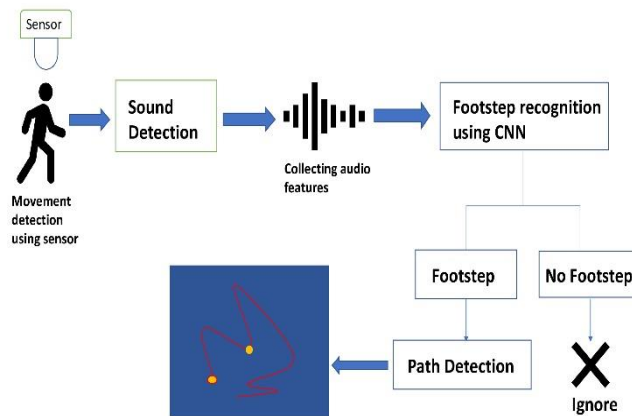 Sensor
Movement
detection
using sensor
Sound
Detection
Collecting audio
features
Footstep recognition
using CNN
Footstep
No Footstep
Path Detection
Ignore